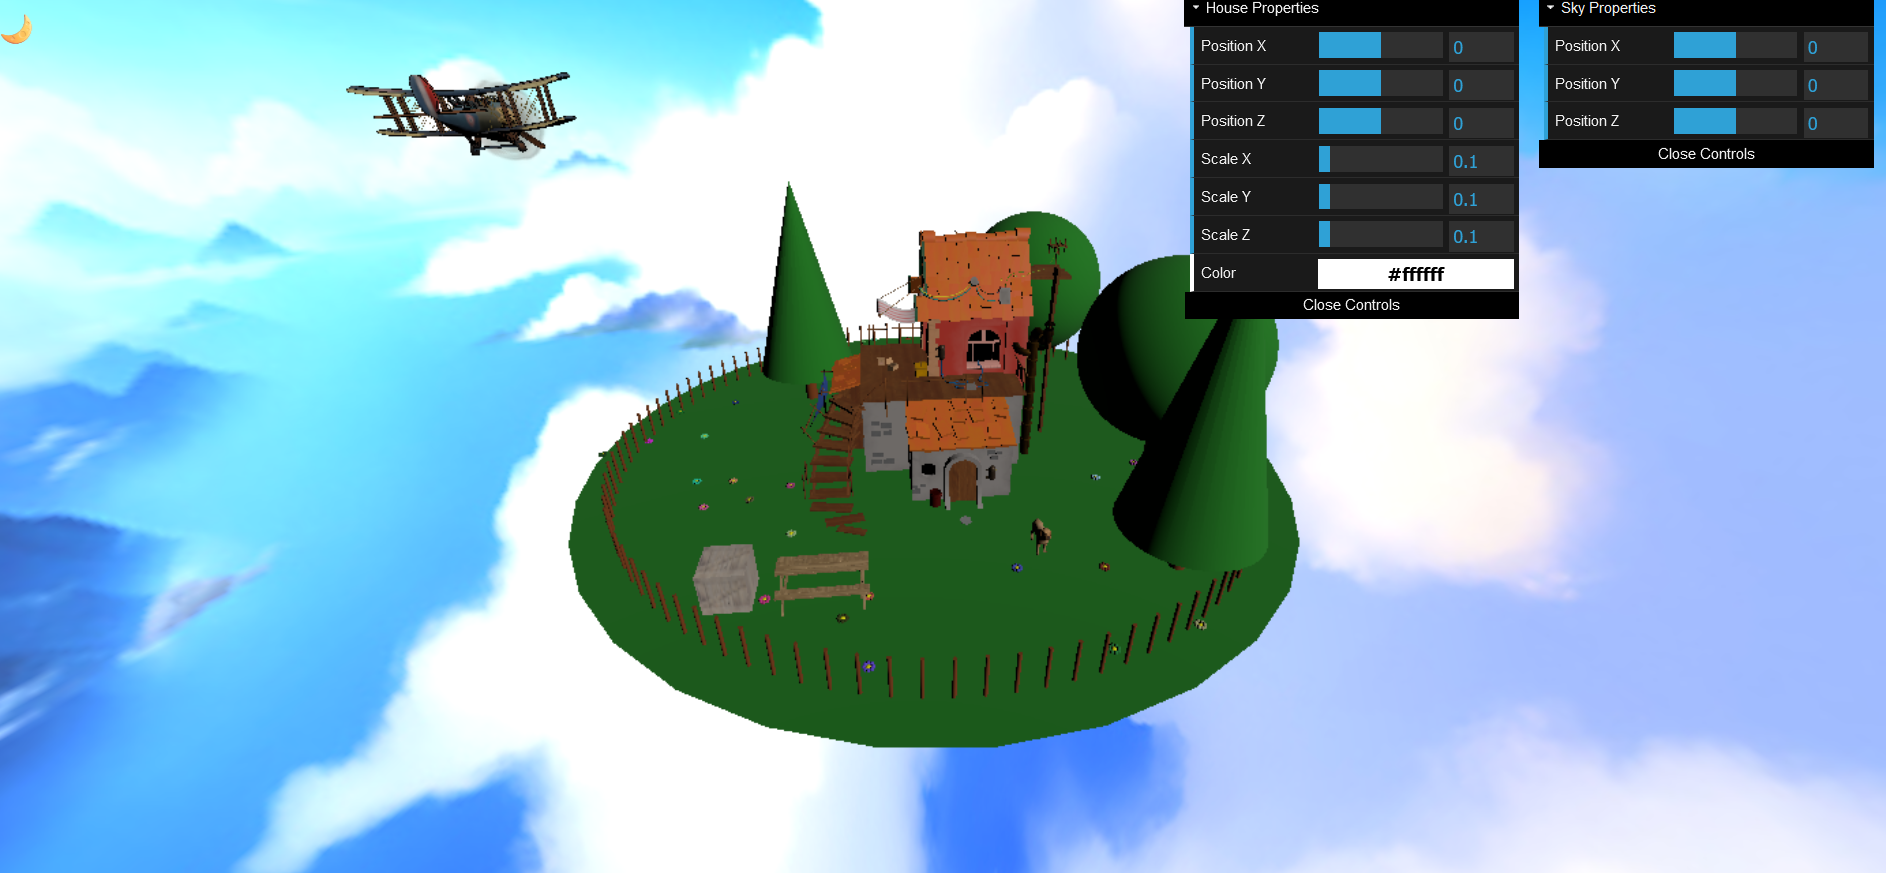 House Properties
Position X 0
Position Y 0
Position Z 0
Scale X 0.1
Scale Y 0.1
Scale Z 0.1
Color #ffffff
Close Controls
Sky Properties
Position X 0
Position Y 0
Position Z 0
Close Controls